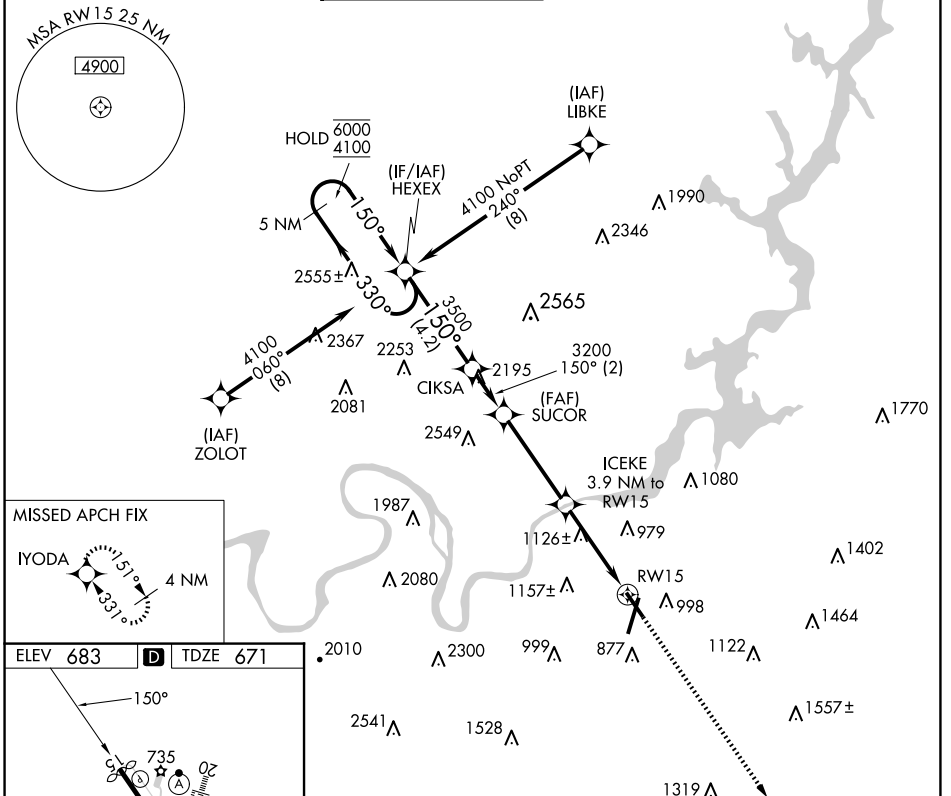 MSA RW15 25 NM
4900
(IAF)
LIBKE
HOLD 6000
4100
(IF/IAF)
HEXEX
4100 NoPT
240°
(8)
1990
2346
5 NM
150°
2555±
330°
3500
150°
(4.2)
2565
4100
060°
(8)
2367
2253
2081
CIKSA
2195
3200
150° (2)
(FAF)
SUCOR
(IAF)
ZOLOT
2549
1770
ICEKE
3.9 NM to
RW15
1080
MISSED APCH FIX
IYODA
151°
331°
4 NM
1987
1126±
979
1402
2080
1157±
RW15
998
1464
ELEV 683 D TDZE 671
2010
2300
999
877
1122
150°
2541
1528
1557±
15
735
A
P
20
1319